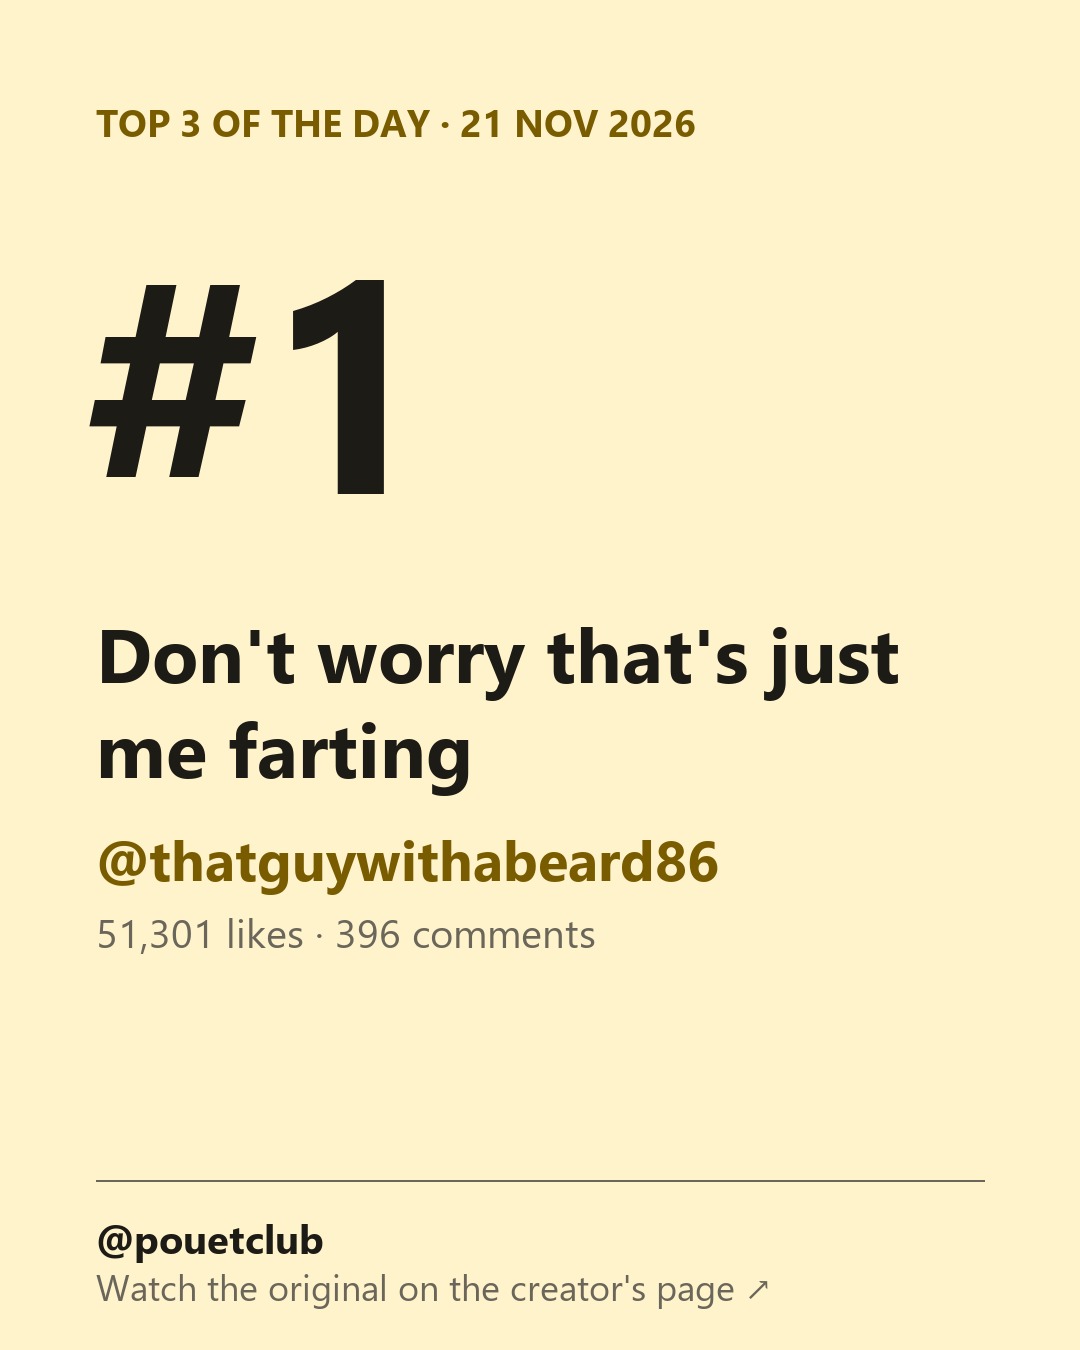 TOP 3 OF THE DAY · 21 NOV 2026
#1
Don't worry that's just
me farting
@thatguywithabeard86
51,301 likes · 396 comments
@pouetclub
Watch the original on the creator's page ↗